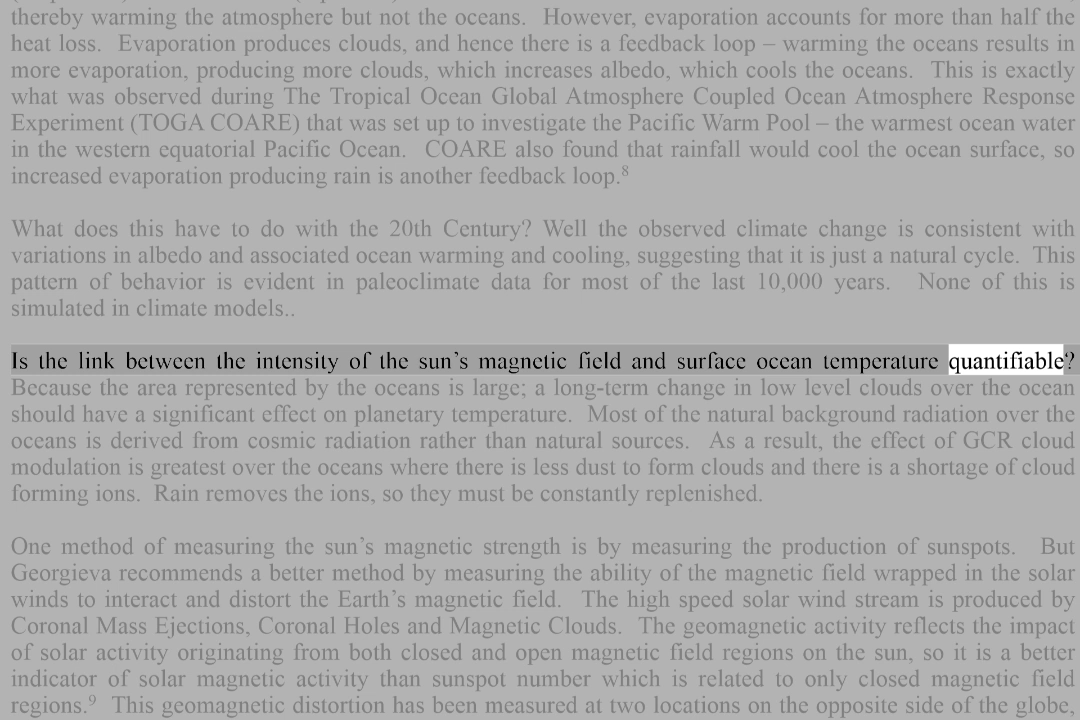 thereby warming the atmosphere but not the oceans.  However, evaporation accounts for more than half the
heat loss.  Evaporation produces clouds, and hence there is a feedback loop – warming the oceans results in
more evaporation, producing more clouds, which increases albedo, which cools the oceans.  This is exactly
what was observed during The Tropical Ocean Global Atmosphere Coupled Ocean Atmosphere Response
Experiment (TOGA COARE) that was set up to investigate the Pacific Warm Pool – the warmest ocean water
in the western equatorial Pacific Ocean.  COARE also found that rainfall would cool the ocean surface, so
increased evaporation producing rain is another feedback loop.⁸
What does this have to do with the 20th Century? Well the observed climate change is consistent with
variations in albedo and associated ocean warming and cooling, suggesting that it is just a natural cycle.  This
pattern of behavior is evident in paleoclimate data for most of the last 10,000 years.  None of this is
simulated in climate models..
Is the link between the intensity of the sun’s magnetic field and surface ocean temperature quantifiable?
Because the area represented by the oceans is large; a long-term change in low level clouds over the ocean
should have a significant effect on planetary temperature.  Most of the natural background radiation over the
oceans is derived from cosmic radiation rather than natural sources.  As a result, the effect of GCR cloud
modulation is greatest over the oceans where there is less dust to form clouds and there is a shortage of cloud
forming ions.  Rain removes the ions, so they must be constantly replenished.
One method of measuring the sun’s magnetic strength is by measuring the production of sunspots.  But
Georgieva recommends a better method by measuring the ability of the magnetic field wrapped in the solar
winds to interact and distort the Earth’s magnetic field.  The high speed solar wind stream is produced by
Coronal Mass Ejections, Coronal Holes and Magnetic Clouds.  The geomagnetic activity reflects the impact
of solar activity originating from both closed and open magnetic field regions on the sun, so it is a better
indicator of solar magnetic activity than sunspot number which is related to only closed magnetic field
regions.⁹  This geomagnetic distortion has been measured at two locations on the opposite side of the globe,